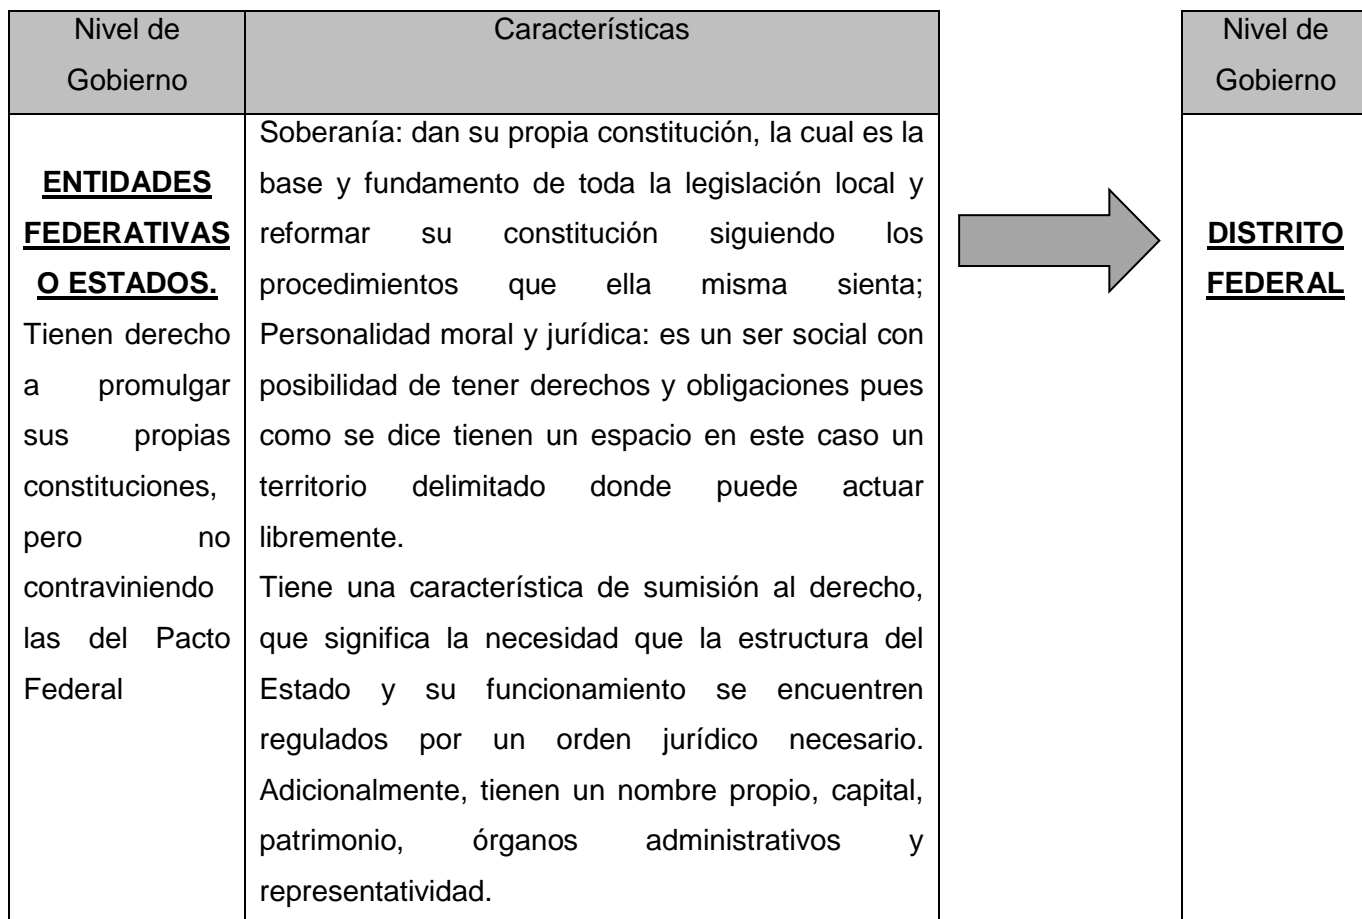 Nivel de
Gobierno
Características
ENTIDADES
FEDERATIVAS
O ESTADOS.
Tienen derecho
a promulgar
sus propias
constituciones,
pero no
contraviniendo
las del Pacto
Federal
Soberanía: dan su propia constitución, la cual es la
base y fundamento de toda la legislación local y
reformar su constitución siguiendo los
procedimientos que ella misma sienta;
Personalidad moral y jurídica: es un ser social con
posibilidad de tener derechos y obligaciones pues
como se dice tienen un espacio en este caso un
territorio delimitado donde puede actuar
libremente.
Tiene una característica de sumisión al derecho,
que significa la necesidad que la estructura del
Estado y su funcionamiento se encuentren
regulados por un orden jurídico necesario.
Adicionalmente, tienen un nombre propio, capital,
patrimonio, órganos administrativos y
representatividad.
Nivel de
Gobierno
DISTRITO
FEDERAL